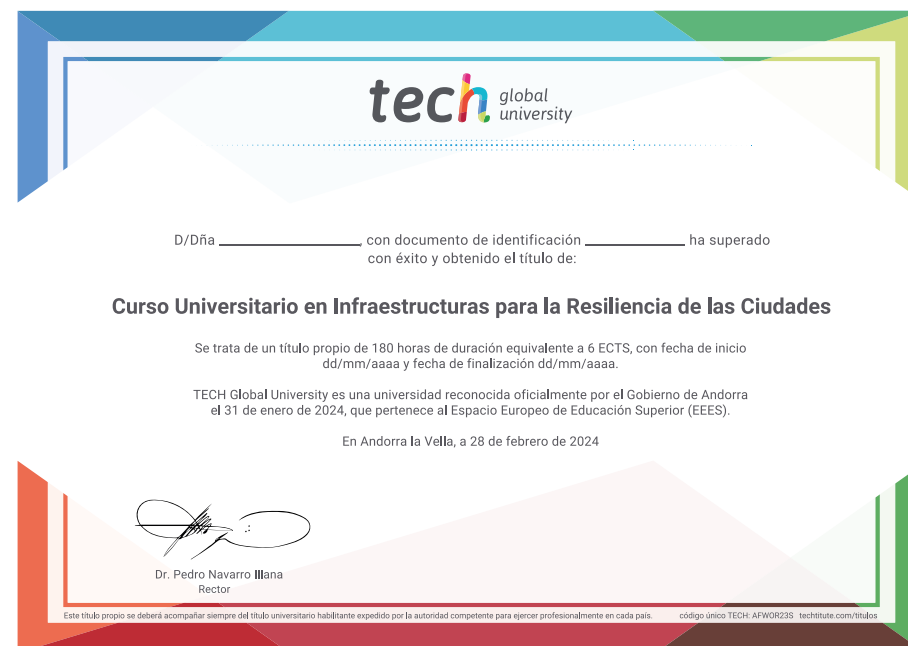 tech global university
D/Dña ______________________, con documento de identificación ______________ ha superado
con éxito y obtenido el título de:
Curso Universitario en Infraestructuras para la Resiliencia de las Ciudades
Se trata de un título propio de 180 horas de duración equivalente a 6 ECTS, con fecha de inicio
dd/mm/aaaa y fecha de finalización dd/mm/aaaa.
TECH Global University es una universidad reconocida oficialmente por el Gobierno de Andorra
el 31 de enero de 2024, que pertenece al Espacio Europeo de Educación Superior (EEES).
En Andorra la Vella, a 28 de febrero de 2024
Dr. Pedro Navarro Illana
Rector
Este título propio se deberá acompañar siempre del título universitario habilitante expedido por la autoridad competente para ejercer profesionalmente en cada país. código único TECH: AFWOR23S techtitute.com/titulos